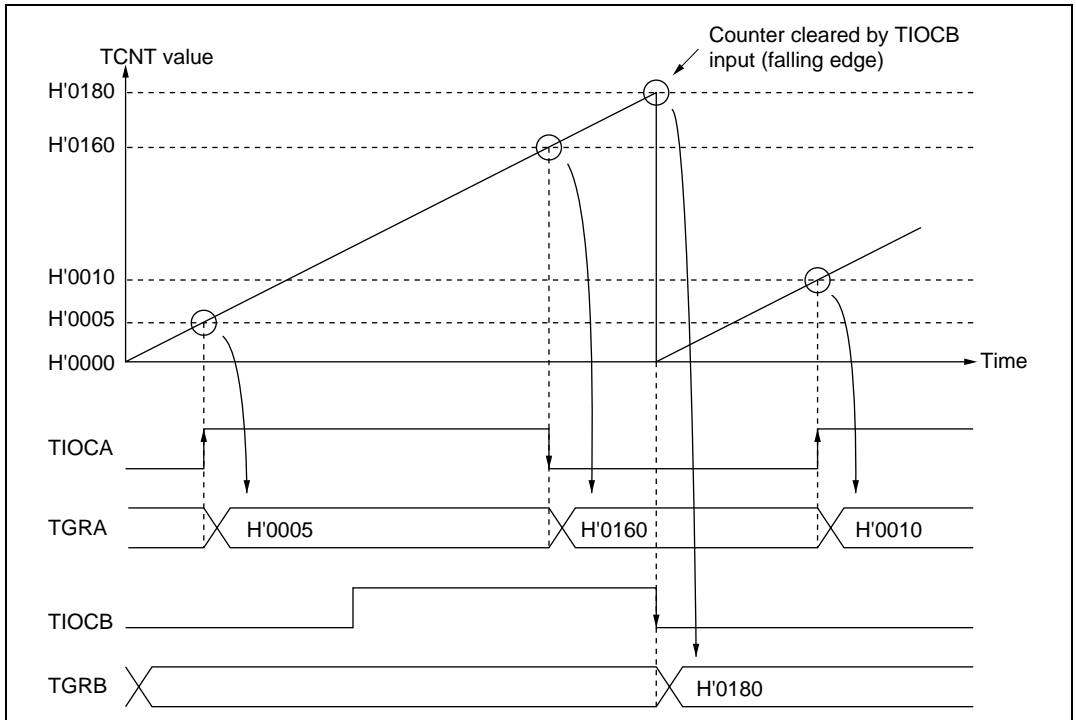 Counter cleared by TIOCB
input (falling edge)
TCNT value
H'0180
H'0160
H'0010
H'0005
H'0000
Time
TIOCA
TGRA
H'0005
H'0160
H'0010
TIOCB
TGRB
H'0180